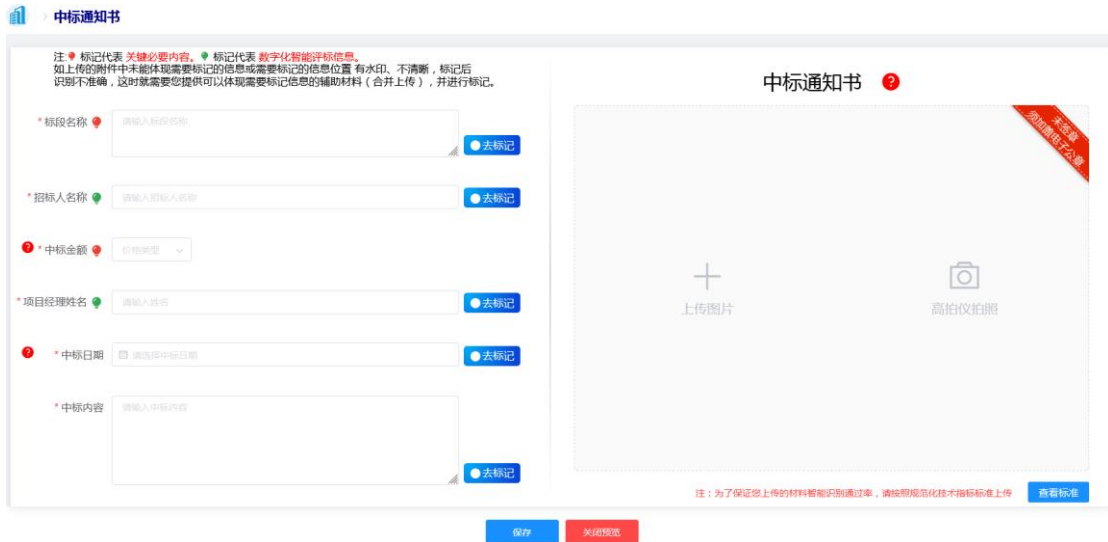 中标通知书
注: 标记代表 关键必要内容。 标记代表 数字化智能评标信息。
如上传的附件中未能体现需要标记的信息或需要标记的信息位置 有水印、不清晰，标记后
识别不准确，这时就需要您提供可以体现需要标记信息的辅助材料（合并上传），并进行标记。
* 标段名称
请输入标段名称
去标记
* 招标人名称
请输入招标人名称
去标记
? * 中标金额
价格类型
* 项目经理姓名
请输入姓名
去标记
? * 中标日期
请选择中标日期
去标记
* 中标内容
请输入中标内容
去标记
中标通知书 ?
未签章
须加盖电子公章
上传图片
高拍仪拍照
注：为了保证您上传的材料智能识别通过率，请按照规范化技术指标标准上传
查看标准
保存
关闭预览